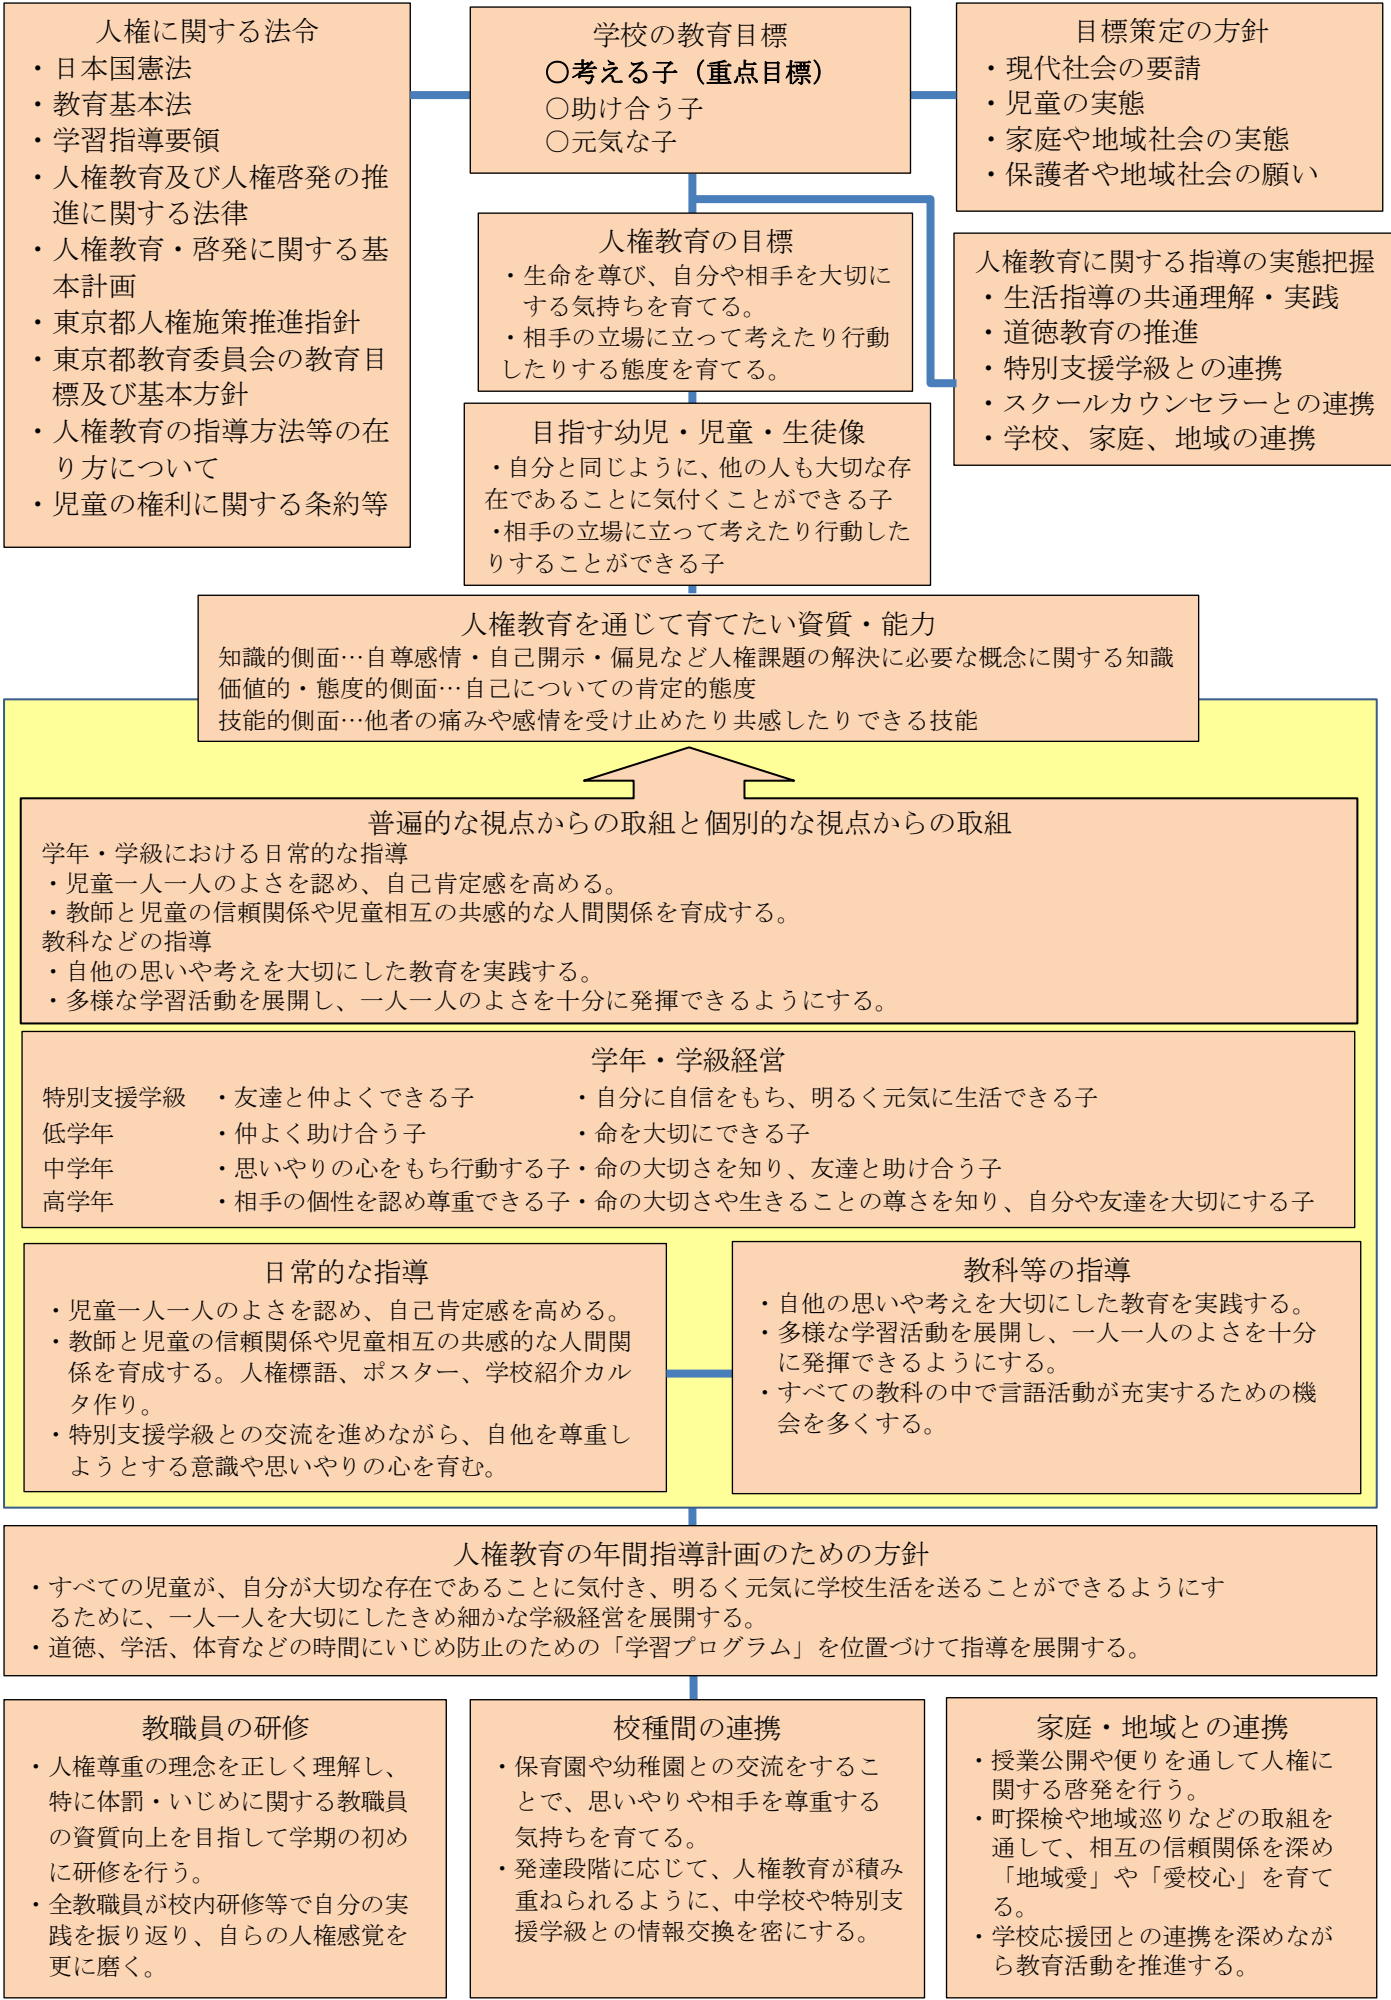 人権に関する法令
・日本国憲法
・教育基本法
・学習指導要領
・人権教育及び人権啓発の推
進に関する法律
・人権教育・啓発に関する基
本計画
・東京都人権施策推進指針
・東京都教育委員会の教育目
標及び基本方針
・人権教育の指導方法等の在
り方について
・児童の権利に関する条約等
学校の教育目標
○考える子（重点目標）
○助け合う子
○元気な子
目標策定の方針
・現代社会の要請
・児童の実態
・家庭や地域社会の実態
・保護者や地域社会の願い
人権教育の目標
・生命を尊び、自分や相手を大切に
する気持ちを育てる。
・相手の立場に立って考えたり行動
したりする態度を育てる。
人権教育に関する指導の実態把握
・生活指導の共通理解・実践
・道徳教育の推進
・特別支援学級との連携
・スクールカウンセラーとの連携
・学校、家庭、地域の連携
目指す幼児・児童・生徒像
・自分と同じように、他の人も大切な存
在であることに気付くことができる子
・相手の立場に立って考えたり行動した
りすることができる子
人権教育を通じて育てたい資質・能力
知識的側面…自尊感情・自己開示・偏見など人権課題の解決に必要な概念に関する知識
価値的・態度的側面…自己についての肯定的態度
技能的側面…他者の痛みや感情を受け止めたり共感したりできる技能
普遍的な視点からの取組と個別的な視点からの取組
学年・学級における日常的な指導
・児童一人一人のよさを認め、自己肯定感を高める。
・教師と児童の信頼関係や児童相互の共感的な人間関係を育成する。
教科などの指導
・自他の思いや考えを大切にした教育を実践する。
・多様な学習活動を展開し、一人一人のよさを十分に発揮できるようにする。
学年・学級経営
特別支援学級 ・友達と仲よくできる子 ・自分に自信をもち、明るく元気に生活できる子
低学年 ・仲よく助け合う子 ・命を大切にできる子
中学年 ・思いやりの心をもち行動する子・命の大切さを知り、友達と助け合う子
高学年 ・相手の個性を認め尊重できる子・命の大切さや生きることの尊さを知り、自分や友達を大切にする子
日常的な指導
・児童一人一人のよさを認め、自己肯定感を高める。
・教師と児童の信頼関係や児童相互の共感的な人間関
係を育成する。人権標語、ポスター、学校紹介カル
タ作り。
・特別支援学級との交流を進めながら、自他を尊重し
ようとする意識や思いやりの心を育む。
教科等の指導
・自他の思いや考えを大切にした教育を実践する。
・多様な学習活動を展開し、一人一人のよさを十分
に発揮できるようにする。
・すべての教科の中で言語活動が充実するための機
会を多くする。
人権教育の年間指導計画のための方針
・すべての児童が、自分が大切な存在であることに気付き、明るく元気に学校生活を送ることができるようにす
るために、一人一人を大切にしたきめ細かな学級経営を展開する。
・道徳、学活、体育などの時間にいじめ防止のための「学習プログラム」を位置づけて指導を展開する。
教職員の研修
・人権尊重の理念を正しく理解し、
特に体罰・いじめに関する教職員
の資質向上を目指して学期の初め
に研修を行う。
・全教職員が校内研修等で自分の実
践を振り返り、自らの人権感覚を
更に磨く。
校種間の連携
・保育園や幼稚園との交流をするこ
とで、思いやりや相手を尊重する
気持ちを育てる。
・発達段階に応じて、人権教育が積み
重ねられるように、中学校や特別支
援学級との情報交換を密にする。
家庭・地域との連携
・授業公開や便りを通して人権に
関する啓発を行う。
・町探検や地域巡りなどの取組を
通して、相互の信頼関係を深め
「地域愛」や「愛校心」を育て
る。
・学校応援団との連携を深めなが
ら教育活動を推進する。